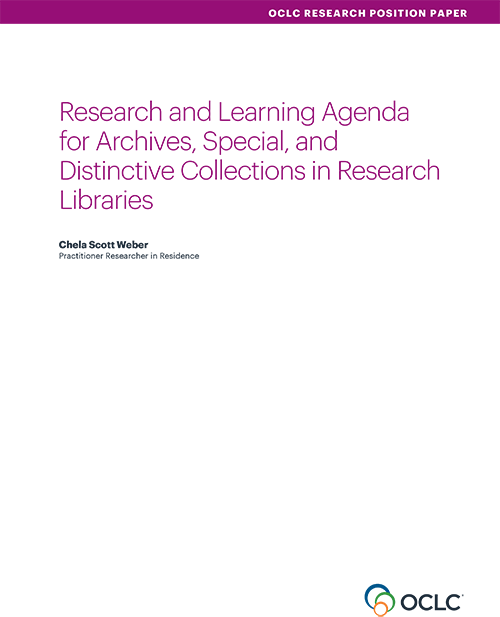 OCLC RESEARCH POSITION PAPER
Research and Learning Agenda
for Archives, Special, and
Distinctive Collections in Research
Libraries
Chela Scott Weber
Practitioner Researcher in Residence
OCLC